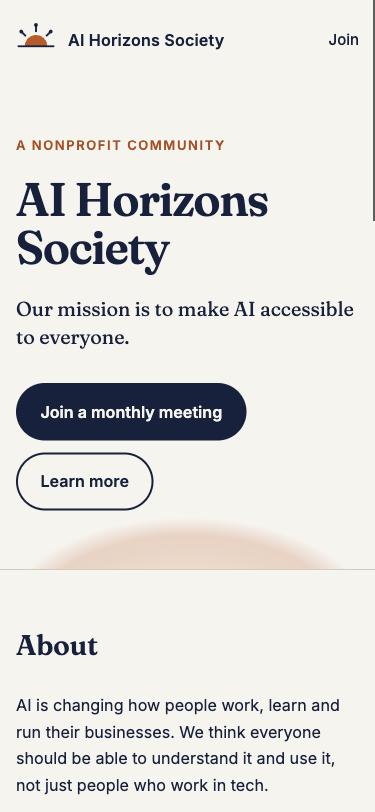 AI Horizons Society
Join
A NONPROFIT COMMUNITY
AI Horizons
Society
Our mission is to make AI accessible
to everyone.
Join a monthly meeting
Learn more
About
AI is changing how people work, learn and
run their businesses. We think everyone
should be able to understand it and use it,
not just people who work in tech.